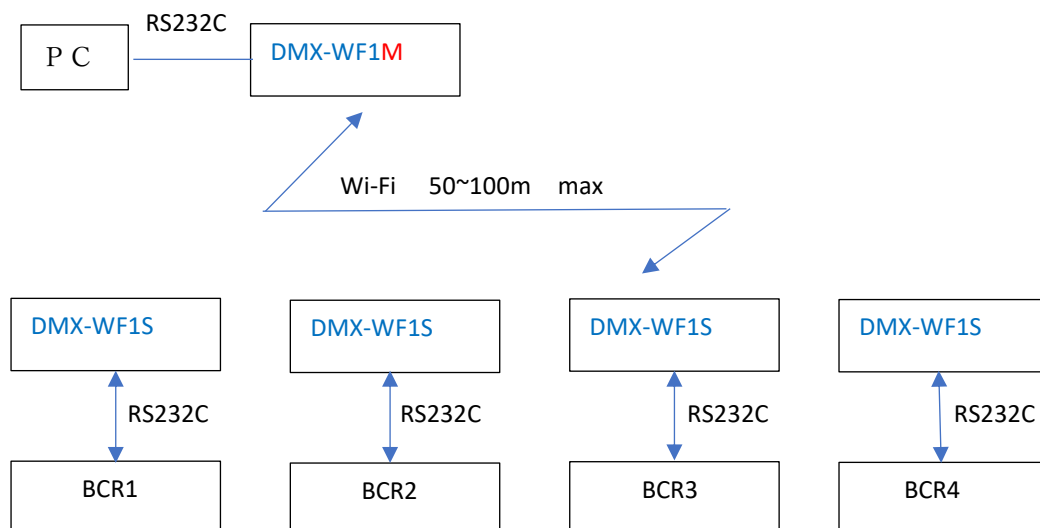 RS232C
ＰＣ
DMX-WF1M
Wi-Fi 50~100m max
DMX-WF1S
DMX-WF1S
DMX-WF1S
DMX-WF1S
RS232C
RS232C
RS232C
RS232C
BCR1
BCR2
BCR3
BCR4